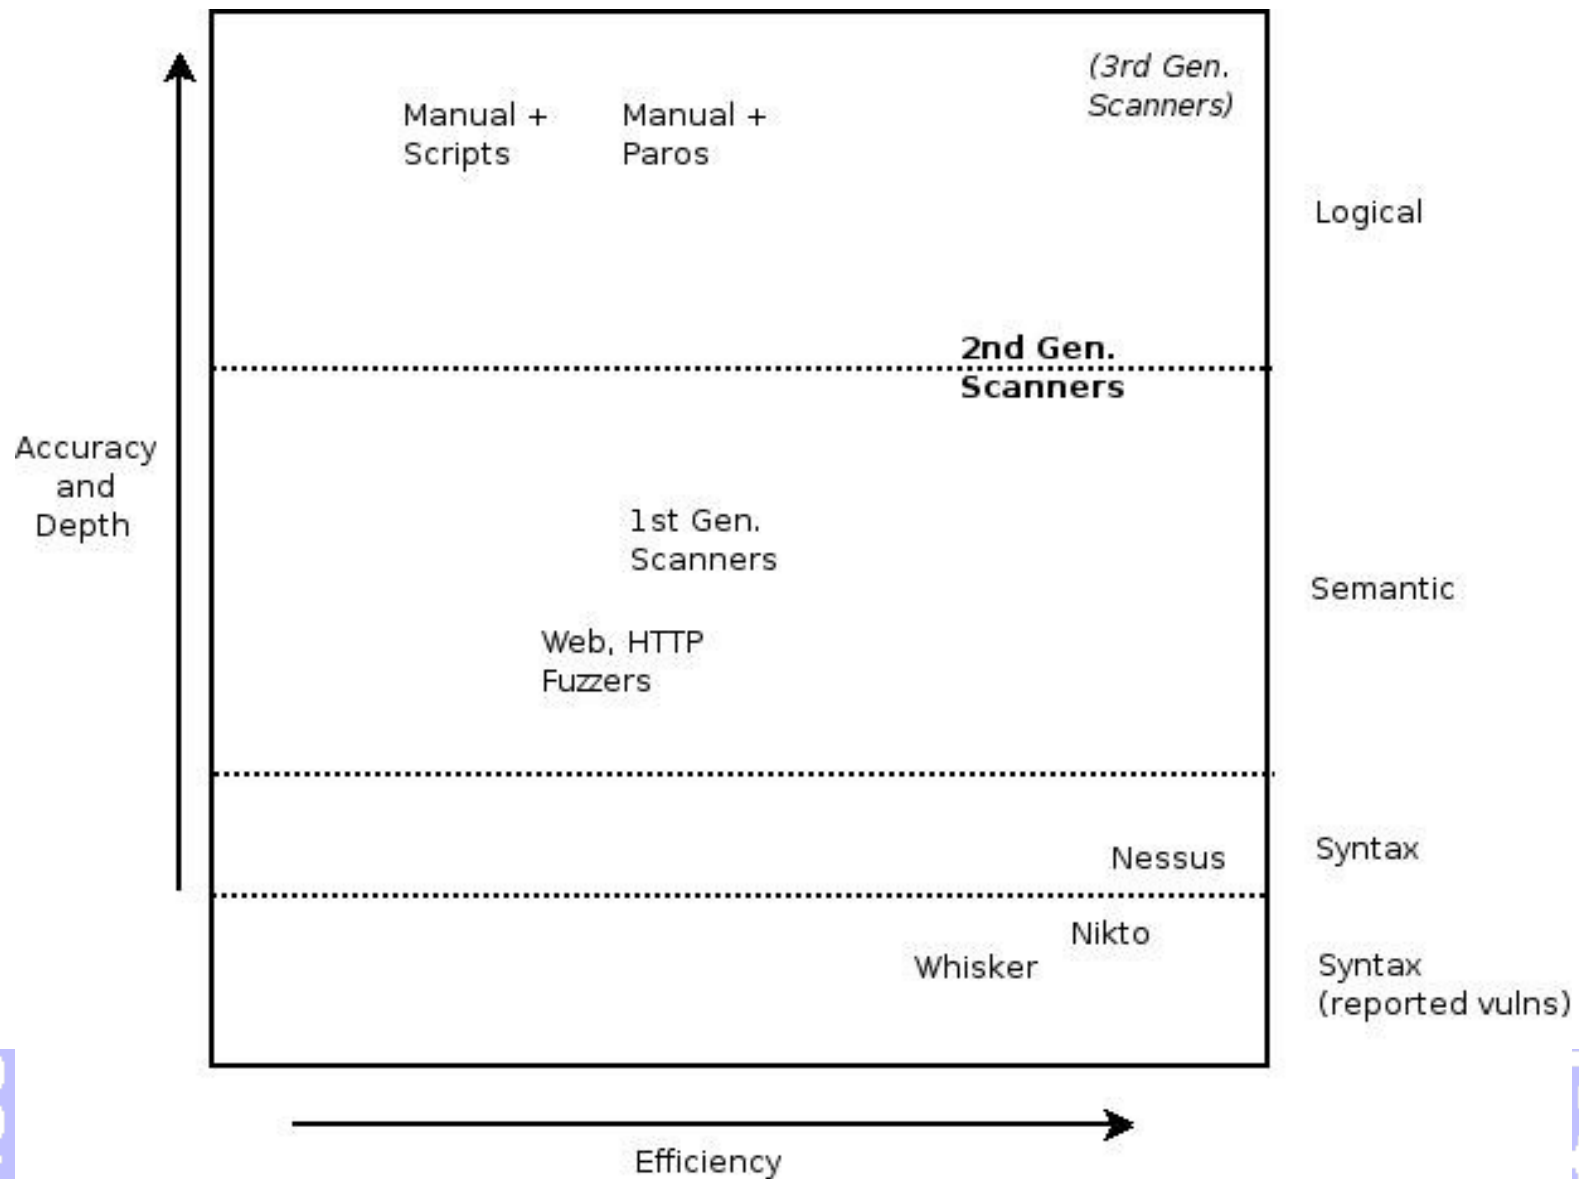 (3rd Gen.
Scanners)
Manual +
Scripts
Manual +
Paros
Logical
2nd Gen.
Scanners
Accuracy
and
Depth
1st Gen.
Scanners
Semantic
Web, HTTP
Fuzzers
Nessus
Syntax
Nikto
Whisker
Syntax
(reported vulns)
Efficiency